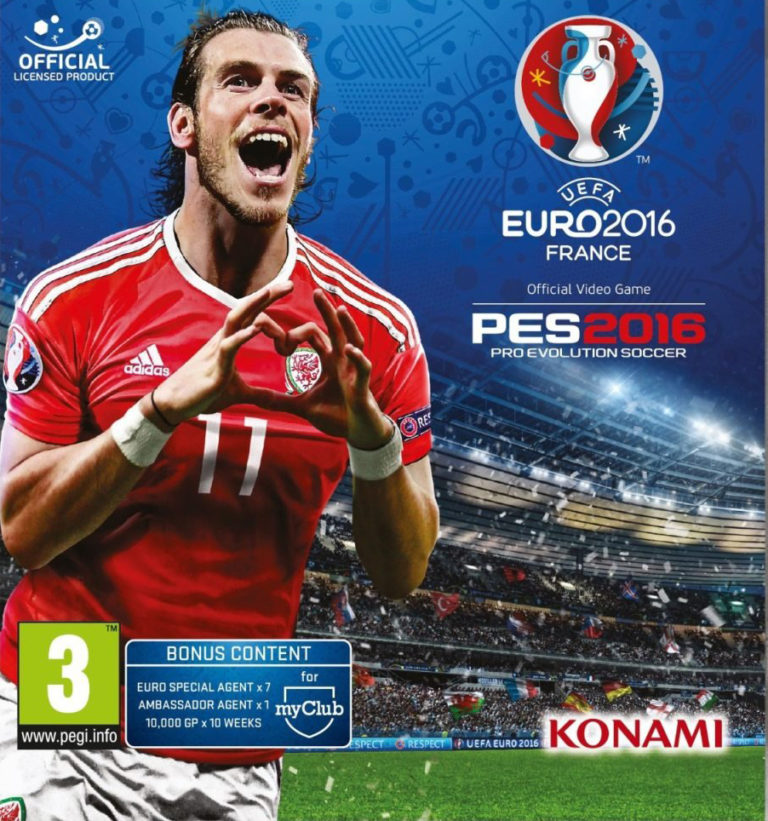 OFFICIAL
LICENSED PRODUCT
TM
UEFA
EURO2016
FRANCE
Official Video Game
PES2016
PRO EVOLUTION SOCCER
adidas
11
RES
3
TM
www.pegi.info
BONUS CONTENT
EURO SPECIAL AGENT x 7
AMBASSADOR AGENT x 1
10,000 GP x 10 WEEKS
for
myClub
SPECT
RESPECT
UEFA EURO 2016
KONAMI